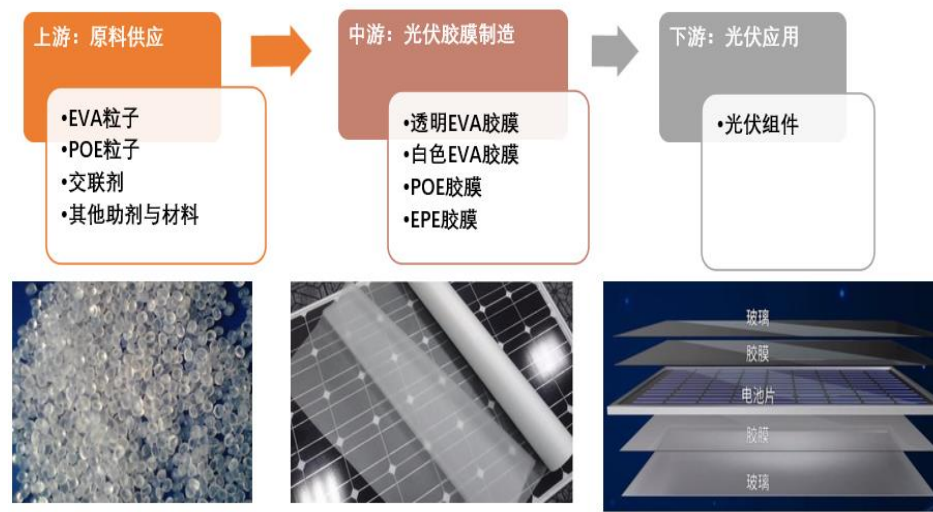 上游：原料供应
•EVA粒子
•POE粒子
•交联剂
•其他助剂与材料
中游：光伏胶膜制造
•透明EVA胶膜
•白色EVA胶膜
•POE胶膜
•EPE胶膜
下游：光伏应用
•光伏组件
玻璃
胶膜
电池片
胶膜
玻璃